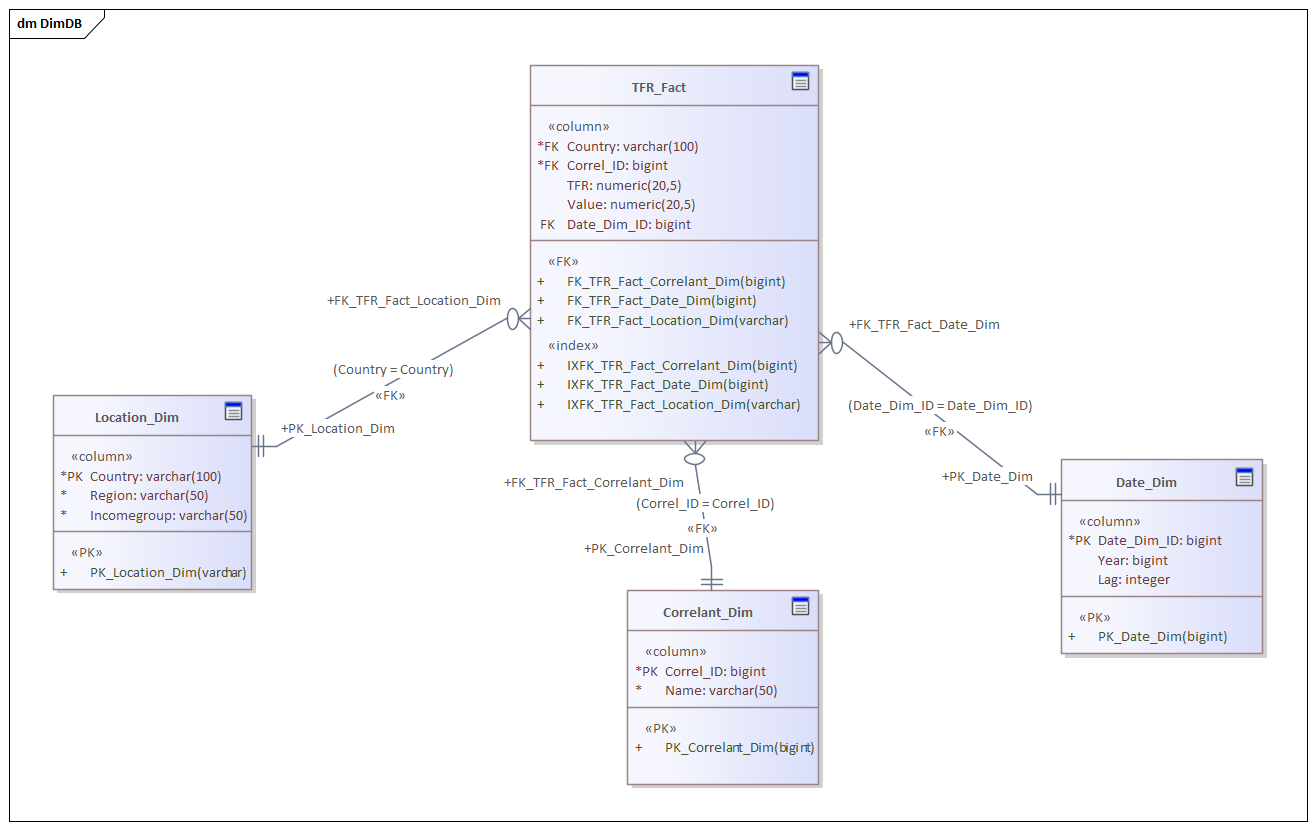 dm DimDB
TFR_Fact
«column»
*FK Country: varchar(100)
*FK Correl_ID: bigint
TFR: numeric(20,5)
Value: numeric(20,5)
FK Date_Dim_ID: bigint
«FK»
+ FK_TFR_Fact_Correlant_Dim(bigint)
+ FK_TFR_Fact_Date_Dim(bigint)
+ FK_TFR_Fact_Location_Dim(varchar)
«index»
+ IXFK_TFR_Fact_Correlant_Dim(bigint)
+ IXFK_TFR_Fact_Date_Dim(bigint)
+ IXFK_TFR_Fact_Location_Dim(varchar)
+FK_TFR_Fact_Location_Dim
(Country = Country)
«FK»
+PK_Location_Dim
+FK_TFR_Fact_Date_Dim
(Date_Dim_ID = Date_Dim_ID)
«FK»
+PK_Date_Dim
+FK_TFR_Fact_Correlant_Dim
(Correl_ID = Correl_ID)
«FK»
+PK_Correlant_Dim
Location_Dim
«column»
*PK Country: varchar(100)
* Region: varchar(50)
* Incomegroup: varchar(50)
«PK»
+ PK_Location_Dim(varchar)
Date_Dim
«column»
*PK Date_Dim_ID: bigint
Year: bigint
Lag: integer
«PK»
+ PK_Date_Dim(bigint)
Correlant_Dim
«column»
*PK Correl_ID: bigint
* Name: varchar(50)
«PK»
+ PK_Correlant_Dim(bigint)